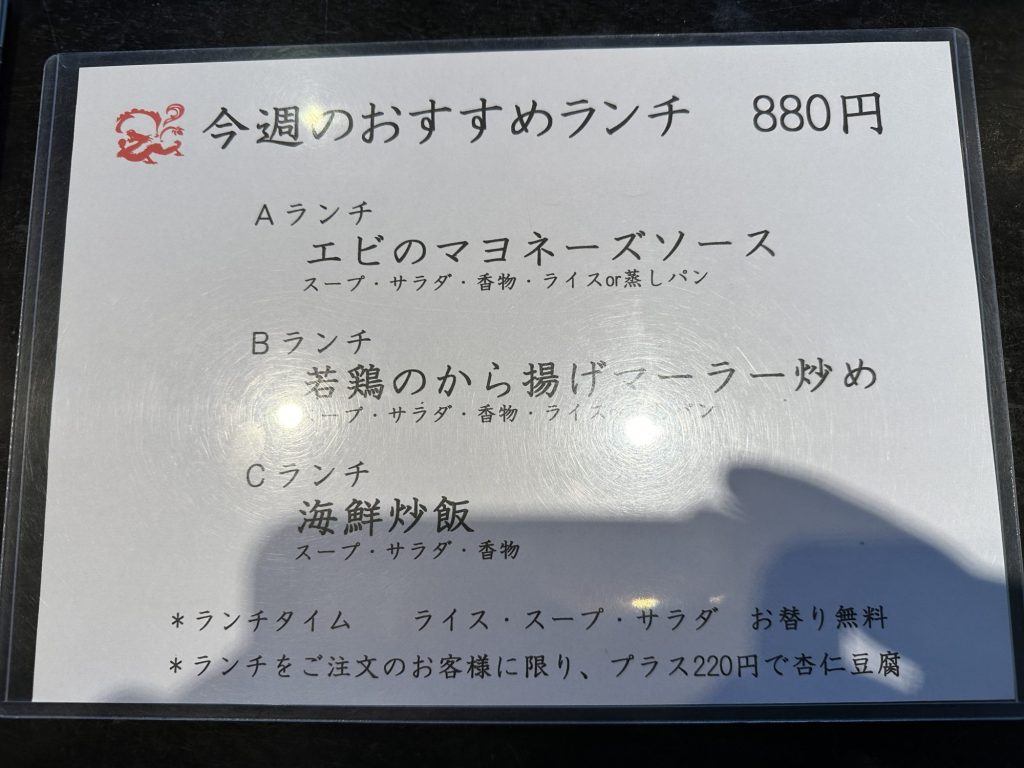 今週のおすすめランチ　880円
Aランチ
エビのマヨネーズソース
スープ・サラダ・香物・ライスor蒸しパン
Bランチ
若鶏のから揚げマーラー炒め
スープ・サラダ・香物・ライス パン
Cランチ
海鮮炒飯
スープ・サラダ・香物
＊ランチタイム　　ライス・スープ・サラダ　お替り無料
＊ランチをご注文のお客様に限り、プラス220円で杏仁豆腐